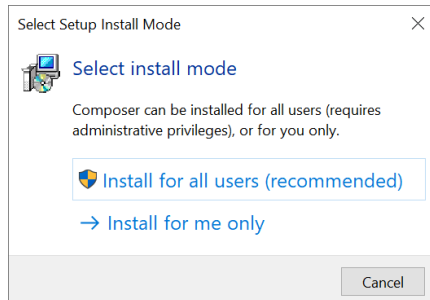 Select Setup Install Mode
Select install mode
Composer can be installed for all users (requires
administrative privileges), or for you only.
Install for all users (recommended)
Install for me only
Cancel